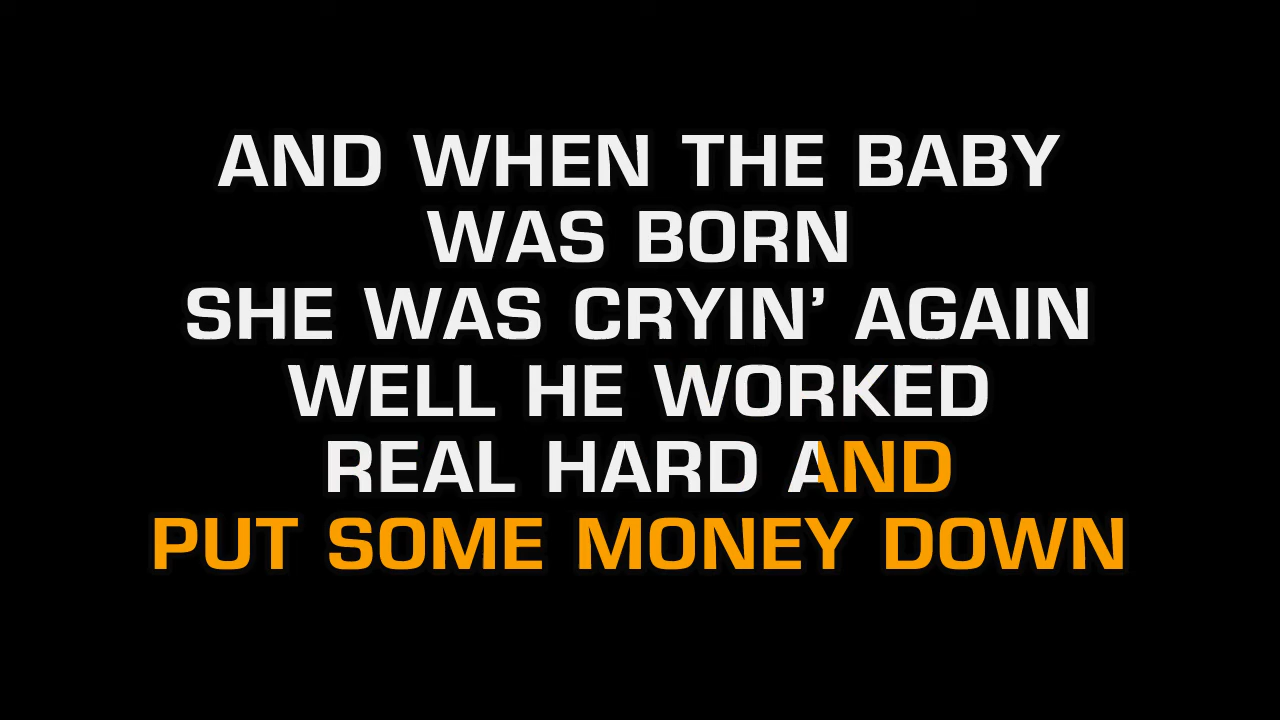 AND WHEN THE BABY
WAS BORN
SHE WAS CRYIN’ AGAIN
WELL HE WORKED
REAL HARD AND
PUT SOME MONEY DOWN